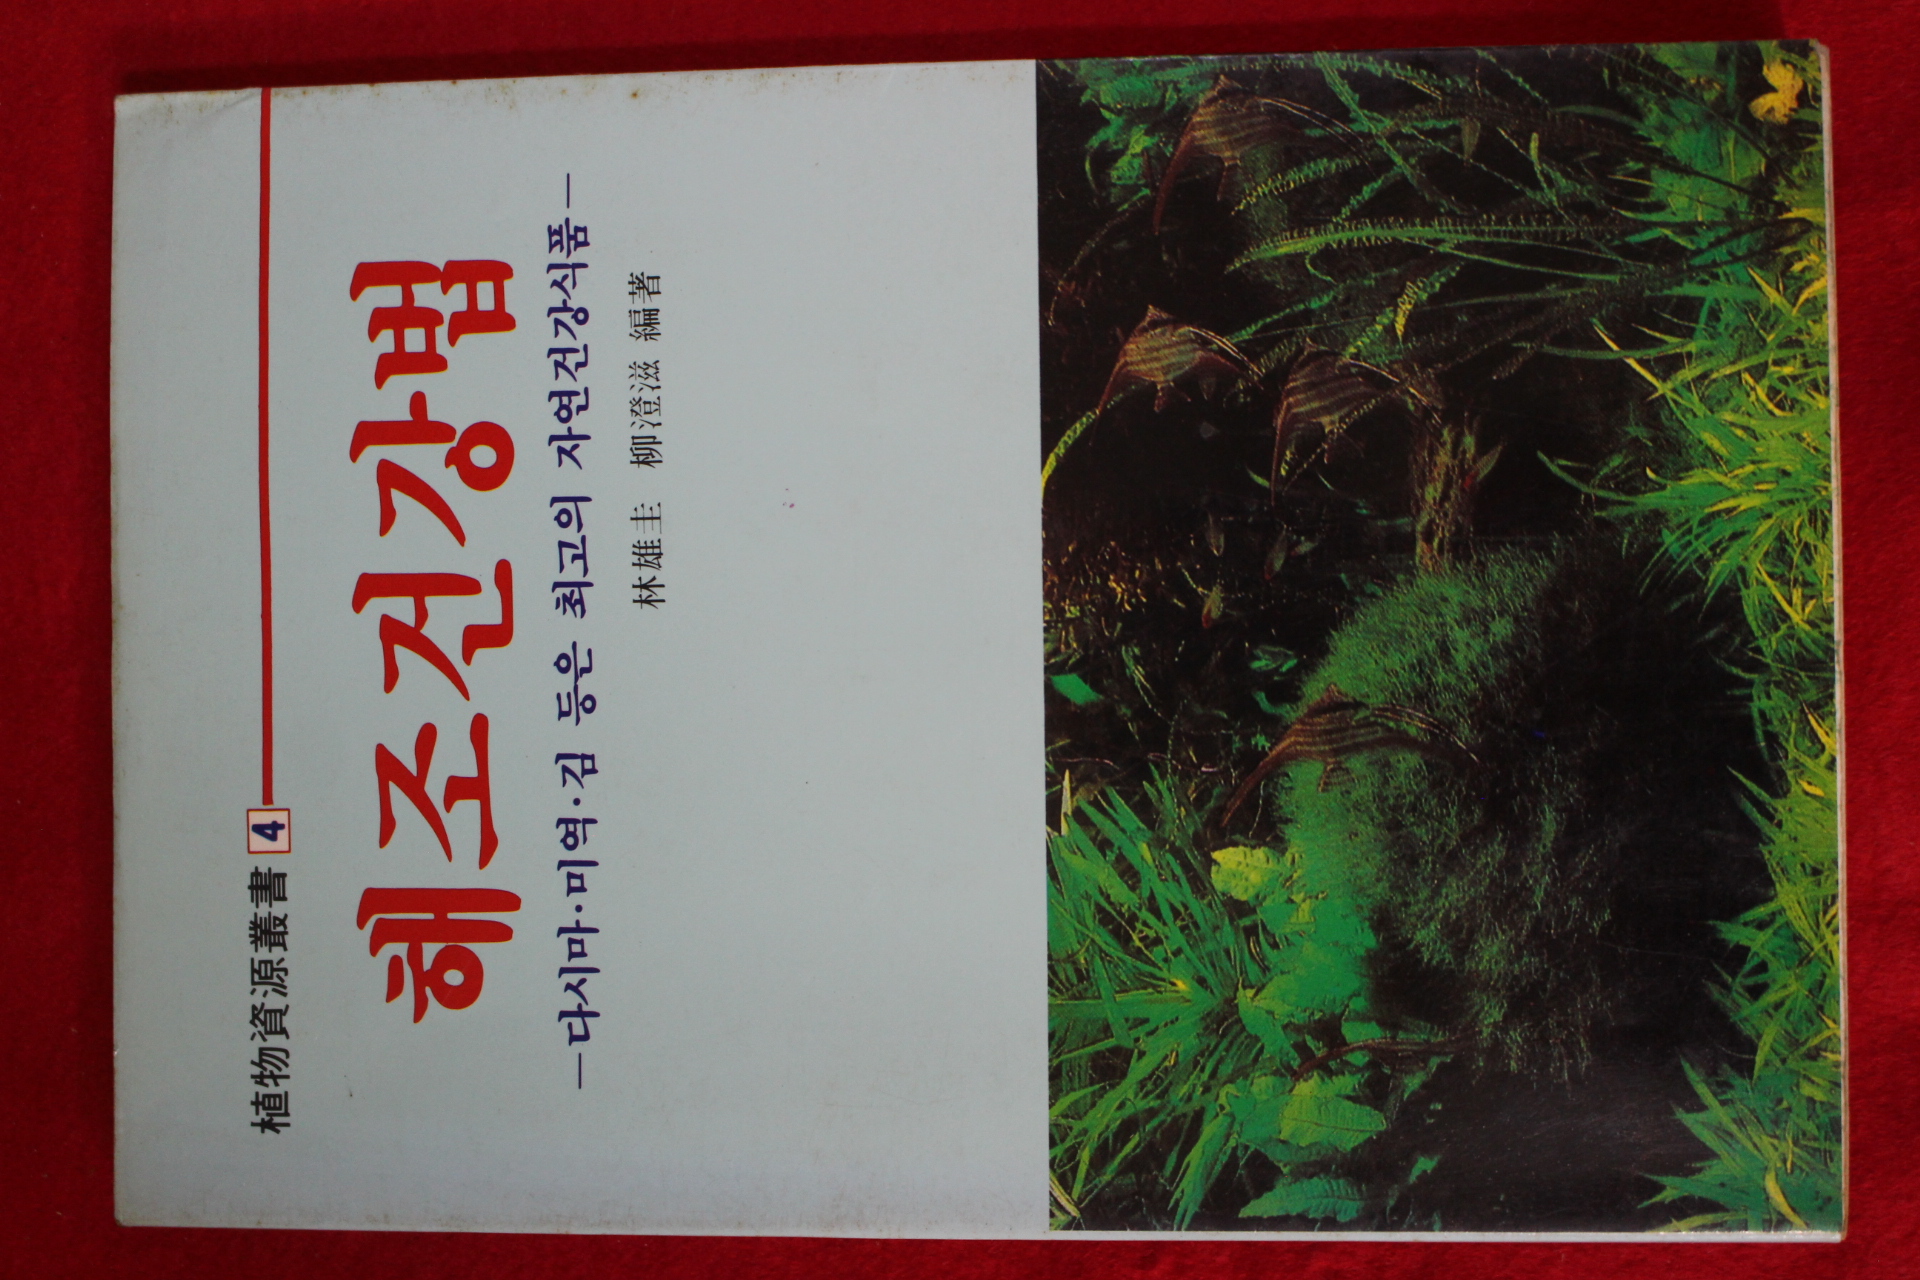 植物資源叢書 4
해조건강법
—다시마·미역·김 등은 최고의 자연건강식품—
林雄圭 柳澄滋 編著